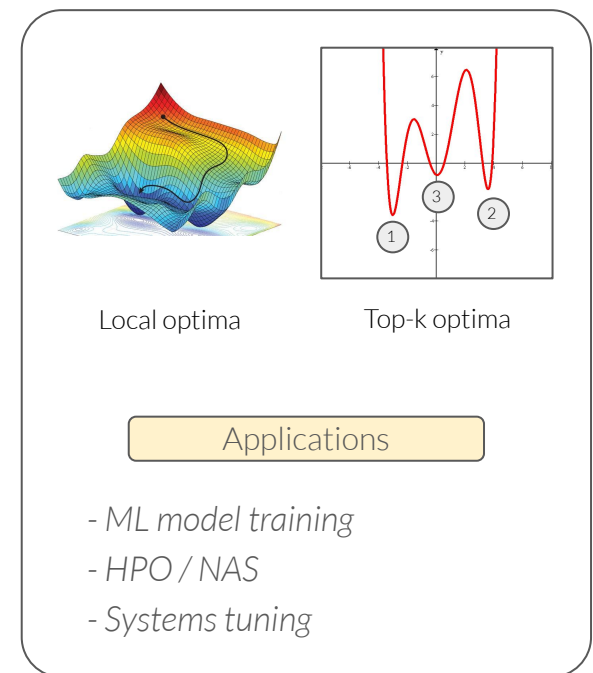 1
3
2
Local optima
Top-k optima
Applications
- ML model training
- HPO / NAS
- Systems tuning